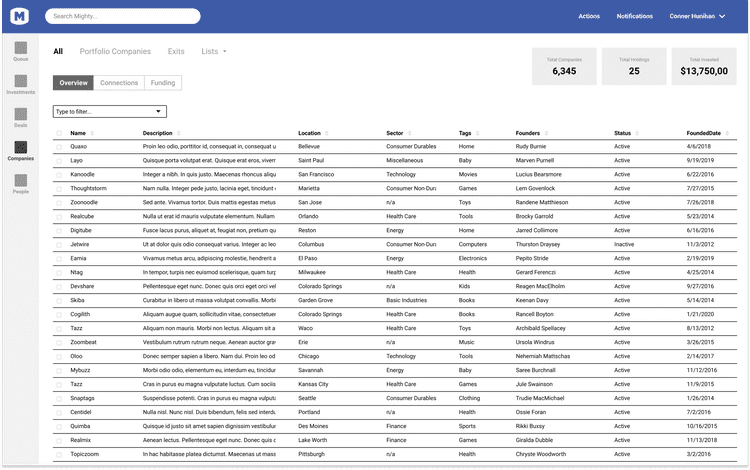 M Search Mighty... Actions Notifications Conner Hunihan
Queue
Investments
Deals
Companies
People
All Portfolio Companies Exits Lists
Total Companies Total Holdings Total Invested
6,345 25 $13,750,00
Overview Connections Funding
Type to filter...
Name Description Location Sector Tags Founders Status FoundedDate
Quaxo Proin leo odio, porttitor id, consequat in, consequat u Bellevue Consumer Durables Home Rudy Burnie Active 4/6/2018
Layo Quisque porta volutpat erat. Quisque erat eros, viverr Saint Paul Miscellaneous Baby Marven Purnell Active 9/19/2019
Kanoodle Integer a nibh. In quis justo. Maecenas rhoncus aliqu San Francisco Technology Movies Lucius Bearsmore Active 6/22/2016
Thoughtstorm Nam nulla. Integer pede justo, lacinia eget, tincidunt Marietta Consumer Non-Dur Games Lem Govenlock Active 7/27/2015
Zoonoodle Sed ante. Vivamus tortor. Duis mattis egestas metus San Jose n/a Toys Randene Matthieson Active 7/26/2018
Realcube Nulla ut erat id mauris vulputate elementum. Nullam Orlando Health Care Tools Brocky Garrold Active 5/23/2014
Digitube Fusce lacus purus, aliquet at, feugiat non, pretium qu Reston Energy Home Jarred Collimore Active 6/16/2016
Jetwire Ut at dolor quis odio consequat varius. Integer ac leo Columbus Consumer Non-Dur Computers Thurston Draysey Inactive 11/3/2012
Eamia Vivamus metus arcu, adipiscing molestie, hendrerit a El Paso Energy Electronics Pepito Stride Active 2/19/2019
Ntag In tempor, turpis nec euismod scelerisque, quam turp Milwaukee Health Care Health Gerard Ferenczi Active 4/25/2014
Devshare Pellentesque eget nunc. Donec quis orci eget orci vel Colorado Springs n/a Kids Reagen MacElholm Active 9/27/2016
Skiba Curabitur in libero ut massa volutpat convallis. Morbi Garden Grove Basic Industries Books Keenan Davy Active 5/14/2014
Cogilith Aliquam augue quam, sollicitudin vitae, consectetuer Colorado Springs Health Care Books Rancell Boyton Active 1/21/2020
Tazz Aliquam non mauris. Morbi non lectus. Aliquam sit a Waco Health Care Toys Archibald Spellacey Active 8/13/2012
Zoombeat Vestibulum rutrum rutrum neque. Aenean auctor grav Erie n/a Music Ursola Windrus Active 3/26/2015
Oloo Donec semper sapien a libero. Nam dui. Proin leo od Chicago Technology Tools Nehemiah Mattschas Active 2/14/2017
Mybuzz Morbi odio odio, elementum eu, interdum eu, tincidu Savannah Energy Baby Saree Burchnall Active 11/12/2016
Tazz Cras in purus eu magna vulputate luctus. Cum sociis Kansas City Health Care Games Jule Swainson Active 11/9/2015
Snaptags Suspendisse potenti. Cras in purus eu magna vulputa Seattle Consumer Durables Clothing Trudie MacMichael Active 1/26/2014
Centidel Nulla nisl. Nunc nisl. Duis bibendum, felis sed interdu Portland n/a Health Ossie Foran Active 7/2/2016
Quimba Quisque id justo sit amet sapien dignissim vestibulu Des Moines Finance Sports Rikki Buxsy Active 10/16/2015
Realmix Aenean lectus. Pellentesque eget nunc. Donec quis Lake Worth Finance Games Giralda Dubble Active 11/13/2018
Topiczoom In hac habitasse platea dictumst. Maecenas ut mass Pittsburgh n/a Health Chryste Woodworth Active 3/2/2016